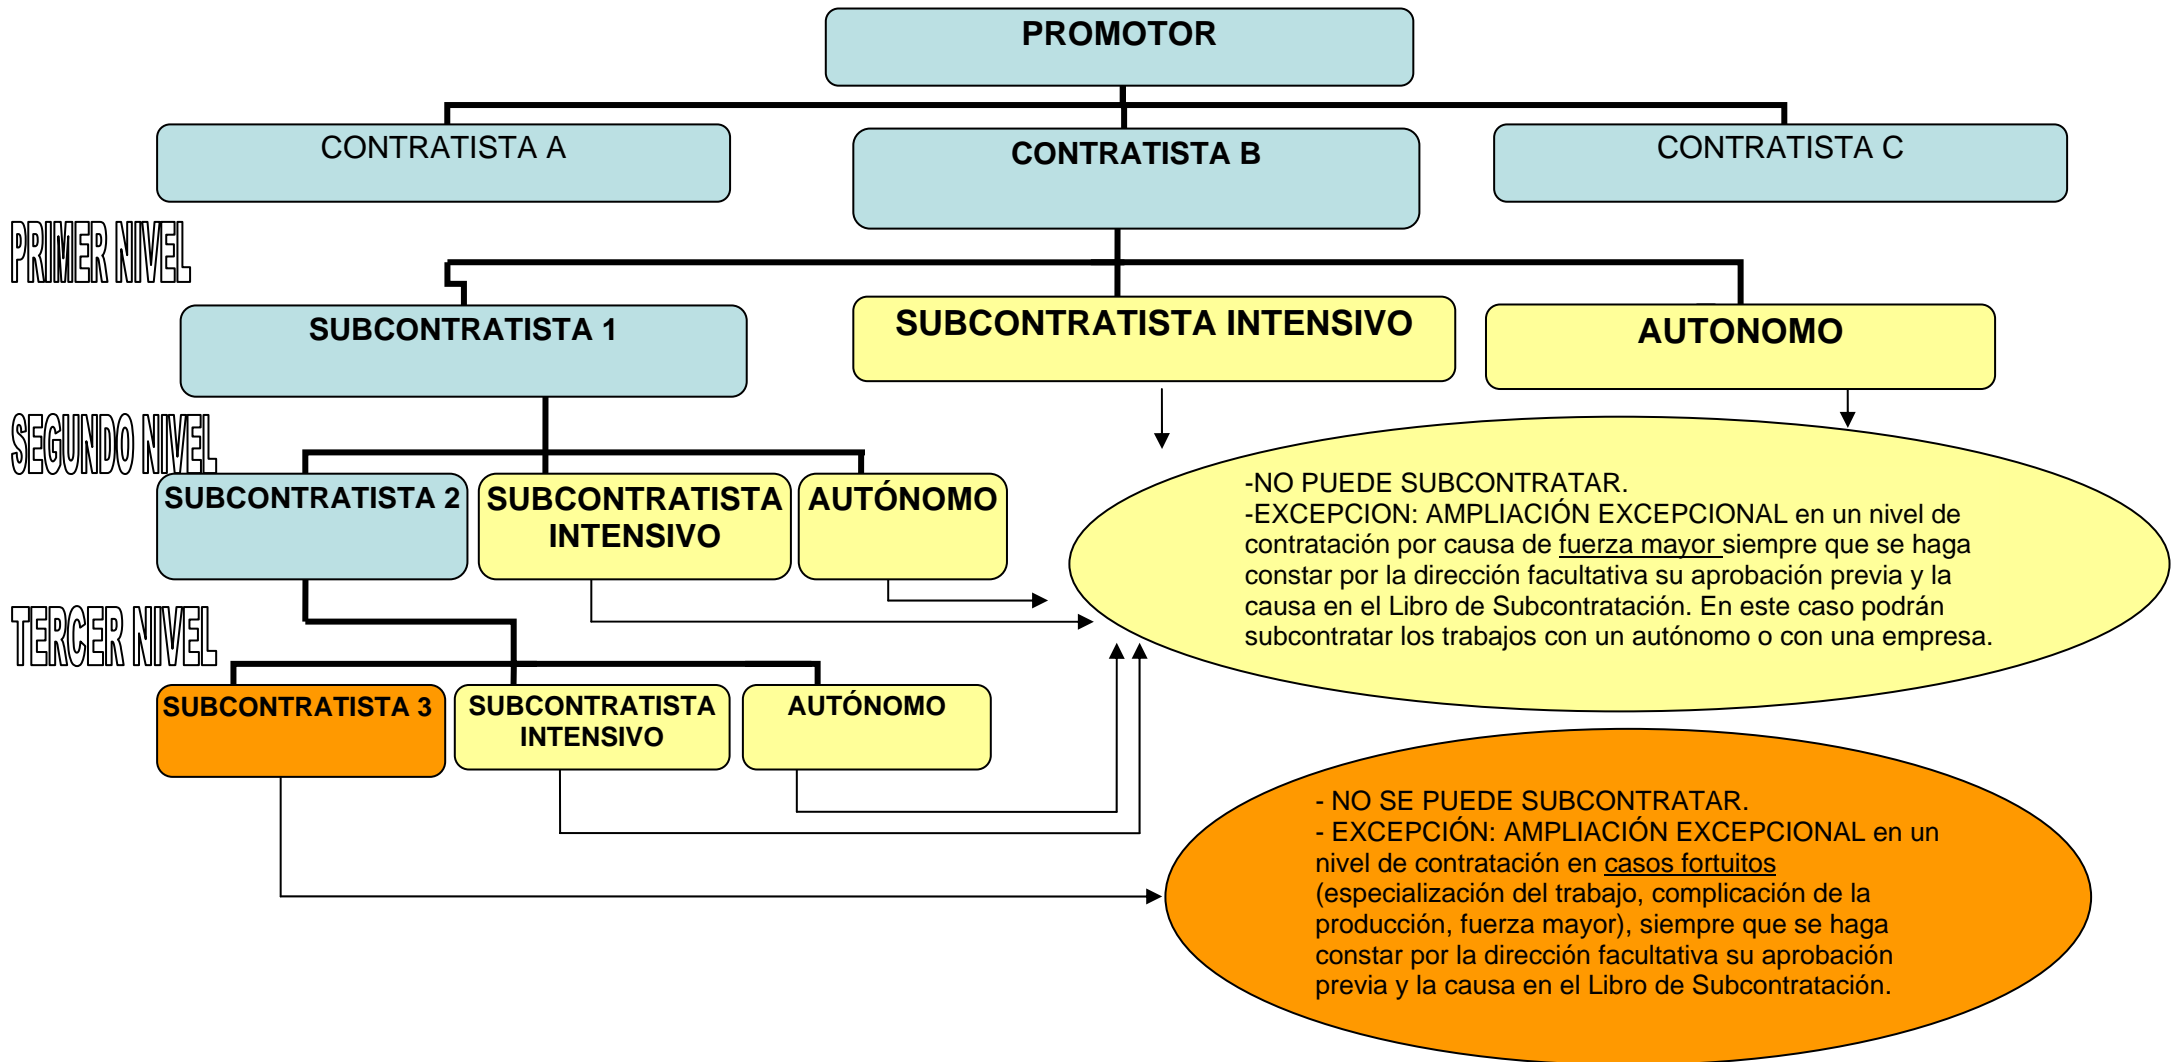 PROMOTOR
CONTRATISTA A
CONTRATISTA B
CONTRATISTA C
PRIMER NIVEL
SUBCONTRATISTA 1
SUBCONTRATISTA INTENSIVO
AUTONOMO
SEGUNDO NIVEL
SUBCONTRATISTA 2
SUBCONTRATISTA
INTENSIVO
AUTÓNOMO
-NO PUEDE SUBCONTRATAR.
-EXCEPCION: AMPLIACIÓN EXCEPCIONAL en un nivel de
contratación por causa de fuerza mayor siempre que se haga
constar por la dirección facultativa su aprobación previa y la
causa en el Libro de Subcontratación. En este caso podrán
subcontratar los trabajos con un autónomo o con una empresa.
TERCER NIVEL
SUBCONTRATISTA 3
SUBCONTRATISTA
INTENSIVO
AUTÓNOMO
- NO SE PUEDE SUBCONTRATAR.
- EXCEPCIÓN: AMPLIACIÓN EXCEPCIONAL en un
nivel de contratación en casos fortuitos
(especialización del trabajo, complicación de la
producción, fuerza mayor), siempre que se haga
constar por la dirección facultativa su aprobación
previa y la causa en el Libro de Subcontratación.